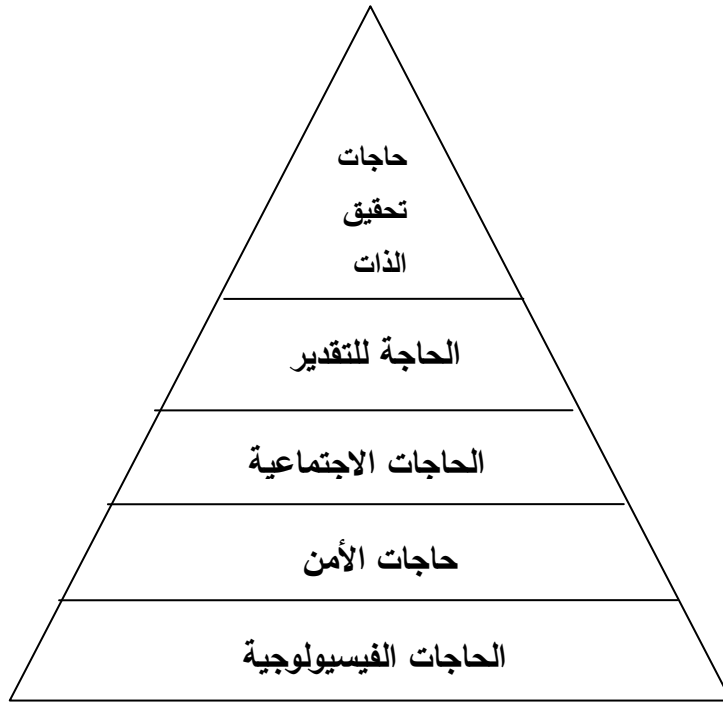 حاجات
تحقيق
الذات
الحاجة للتقدير
الحاجات الاجتماعية
حاجات الأمن
الحاجات الفيسيولوجية